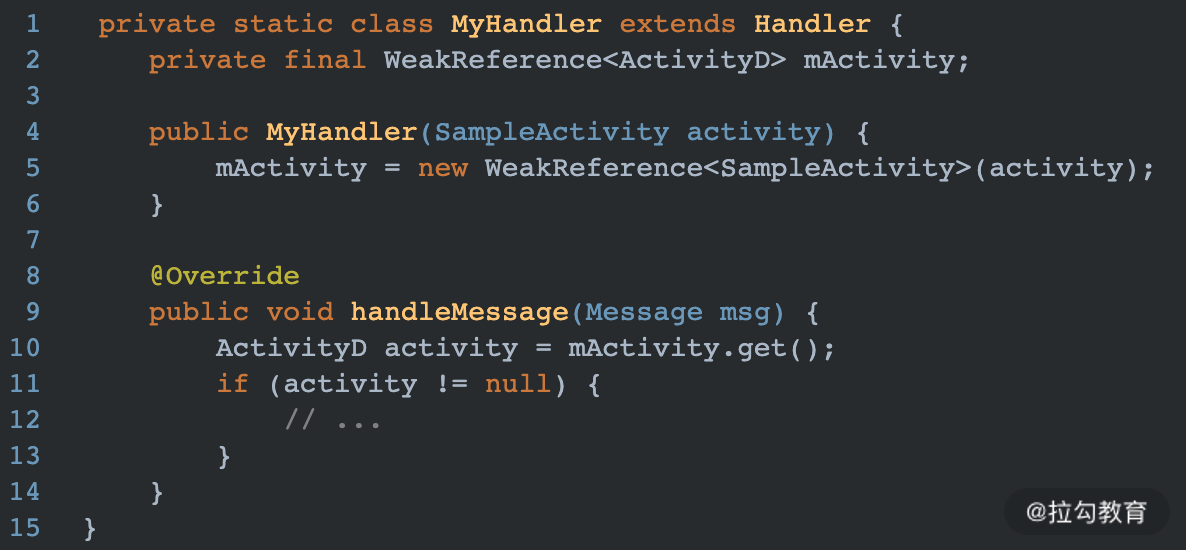 1 private static class MyHandler extends Handler {
2     private final WeakReference<ActivityD> mActivity;
3
4     public MyHandler(SampleActivity activity) {
5         mActivity = new WeakReference<SampleActivity>(activity);
6     }
7
8     @Override
9     public void handleMessage(Message msg) {
10         ActivityD activity = mActivity.get();
11         if (activity != null) {
12             // ...
13         }
14     }
15 }
@拉勾教育